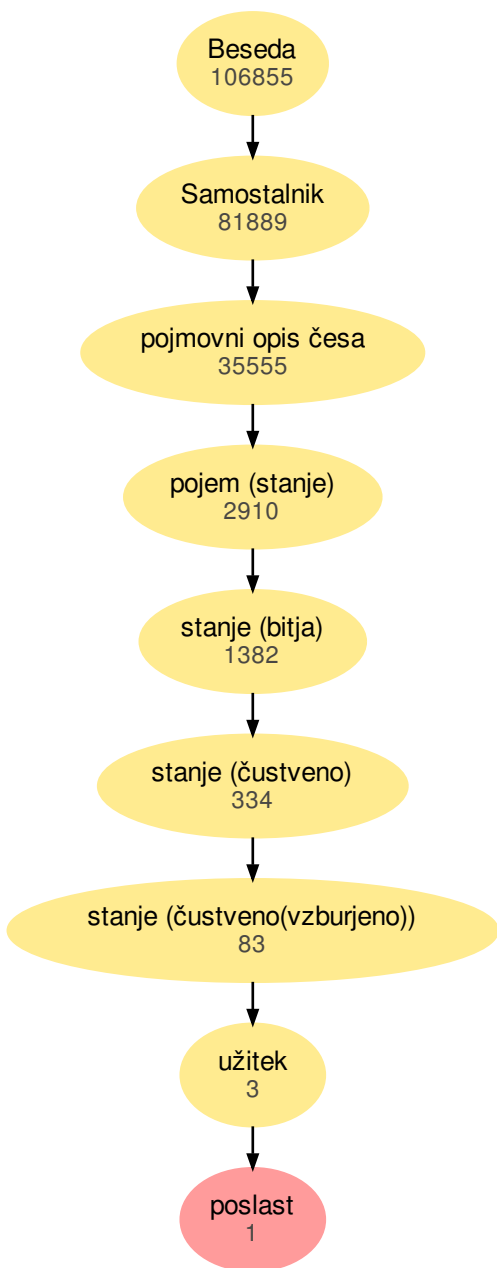 Beseda
106855
Samostalnik
81889
pojmovni opis česa
35555
pojem (stanje)
2910
stanje (bitja)
1382
stanje (čustveno)
334
stanje (čustveno(vzburjeno))
83
užitek
3
poslast
1